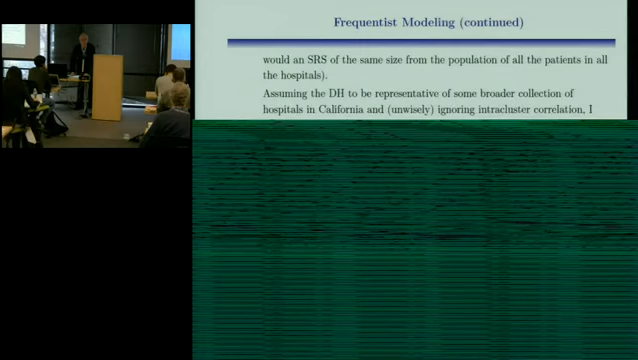 Frequentist Modeling (continued)
would an SRS of the same size from the population of all the patients in all
the hospitals).
Assuming the DH to be representative of some broader collection of
hospitals in California and (unwisely) ignoring intracluster correlation, I